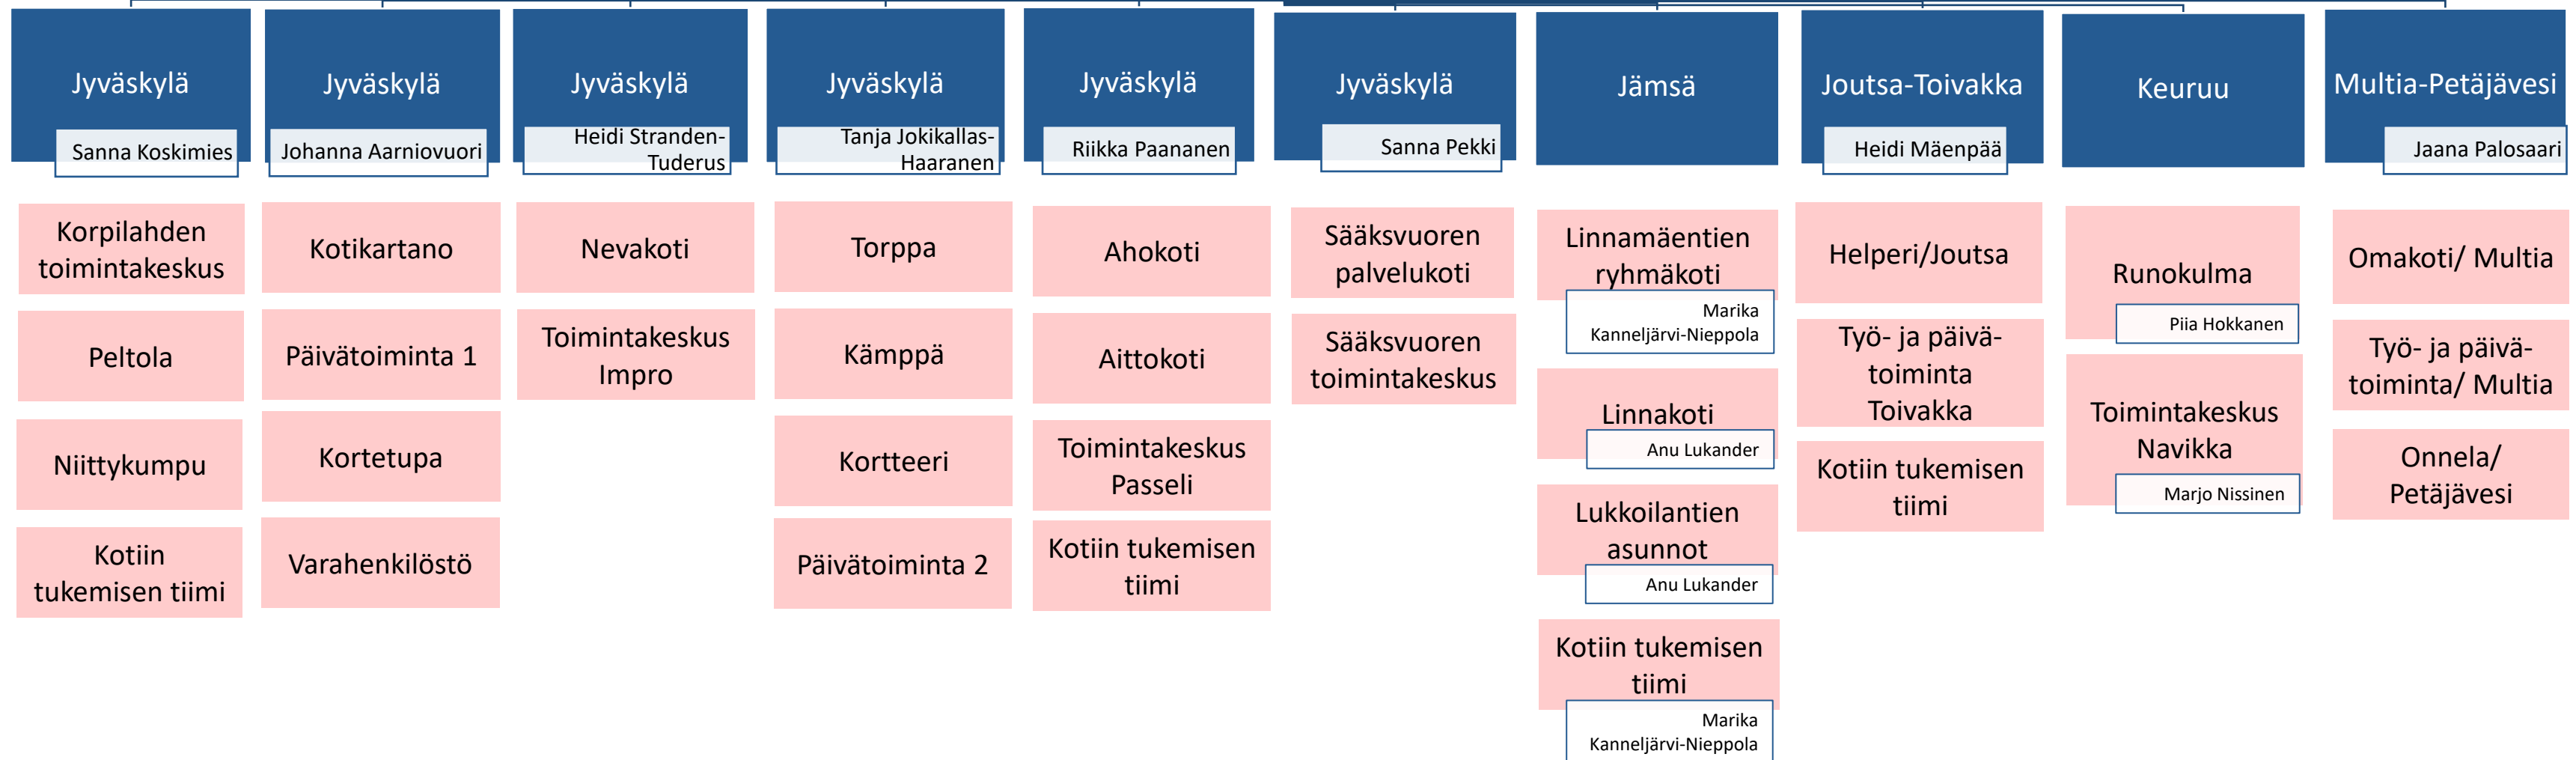 Jyväskylä
Sanna Koskimies
Korpilahden
toimintakeskus
Peltola
Niittykumpu
Kotiin
tukemisen tiimi
Jyväskylä
Johanna Aarniovuori
Kotikartano
Päivätoiminta 1
Kortetupa
Varahenkilöstö
Jyväskylä
Heidi Stranden-
Tuderus
Nevakoti
Toimintakeskus
Impro
Jyväskylä
Tanja Jokikallas-
Haaranen
Torppa
Kämppä
Kortteeri
Päivätoiminta 2
Jyväskylä
Riikka Paananen
Ahokoti
Aittokoti
Toimintakeskus
Passeli
Kotiin tukemisen
tiimi
Jyväskylä
Sanna Pekki
Sääksvuoren
palvelukoti
Sääksvuoren
toimintakeskus
Jämsä
Linnamäentien
ryhmäkoti
Marika
Kanneljärvi-Nieppola
Linnakoti
Anu Lukander
Lukkoilantien
asunnot
Anu Lukander
Kotiin tukemisen
tiimi
Marika
Kanneljärvi-Nieppola
Joutsa-Toivakka
Heidi Mäenpää
Helperi/Joutsa
Työ- ja päivä-
toiminta
Toivakka
Kotiin tukemisen
tiimi
Keuruu
Runokulma
Piia Hokkanen
Toimintakeskus
Navikka
Marjo Nissinen
Multia-Petäjävesi
Jaana Palosaari
Omakoti/ Multia
Työ- ja päivä-
toiminta/ Multia
Onnela/
Petäjävesi